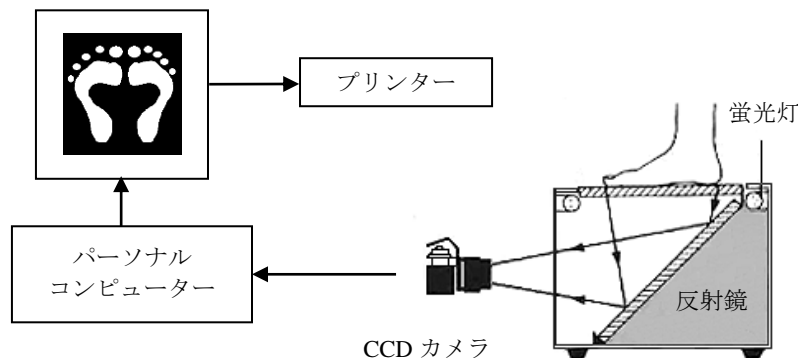 プリンター
蛍光灯
パーソナル
コンピューター
反射鏡
CCD カメラ